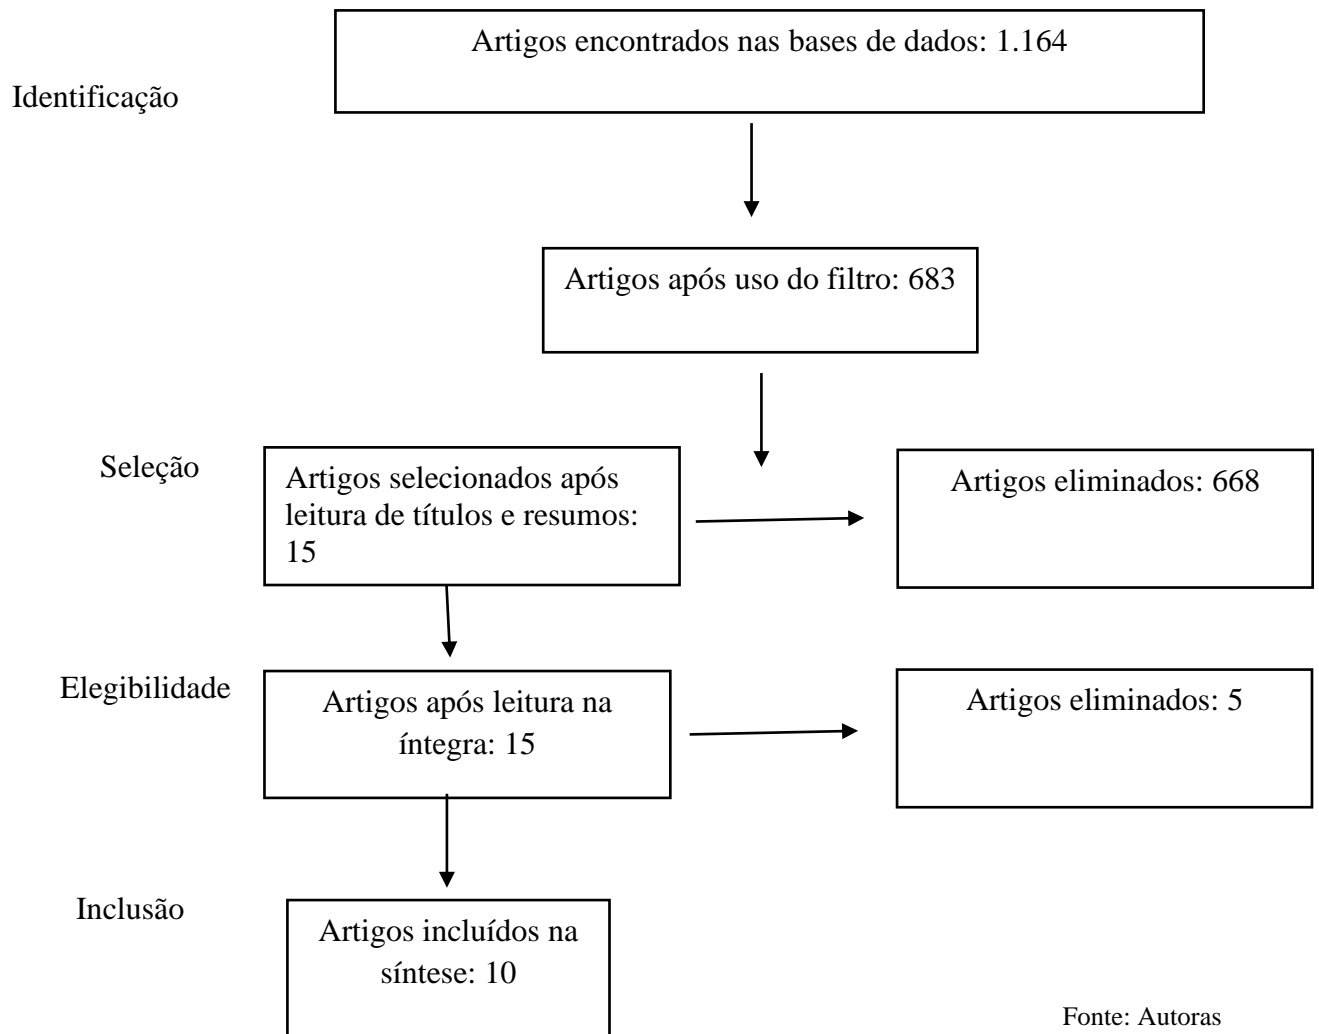 Artigos encontrados nas bases de dados: 1.164
Identificação
Artigos após uso do filtro: 683
Seleção
Artigos selecionados após
leitura de títulos e resumos:
15
Artigos eliminados: 668
Elegibilidade
Artigos após leitura na
íntegra: 15
Artigos eliminados: 5
Inclusão
Artigos incluídos na
síntese: 10
Fonte: Autoras